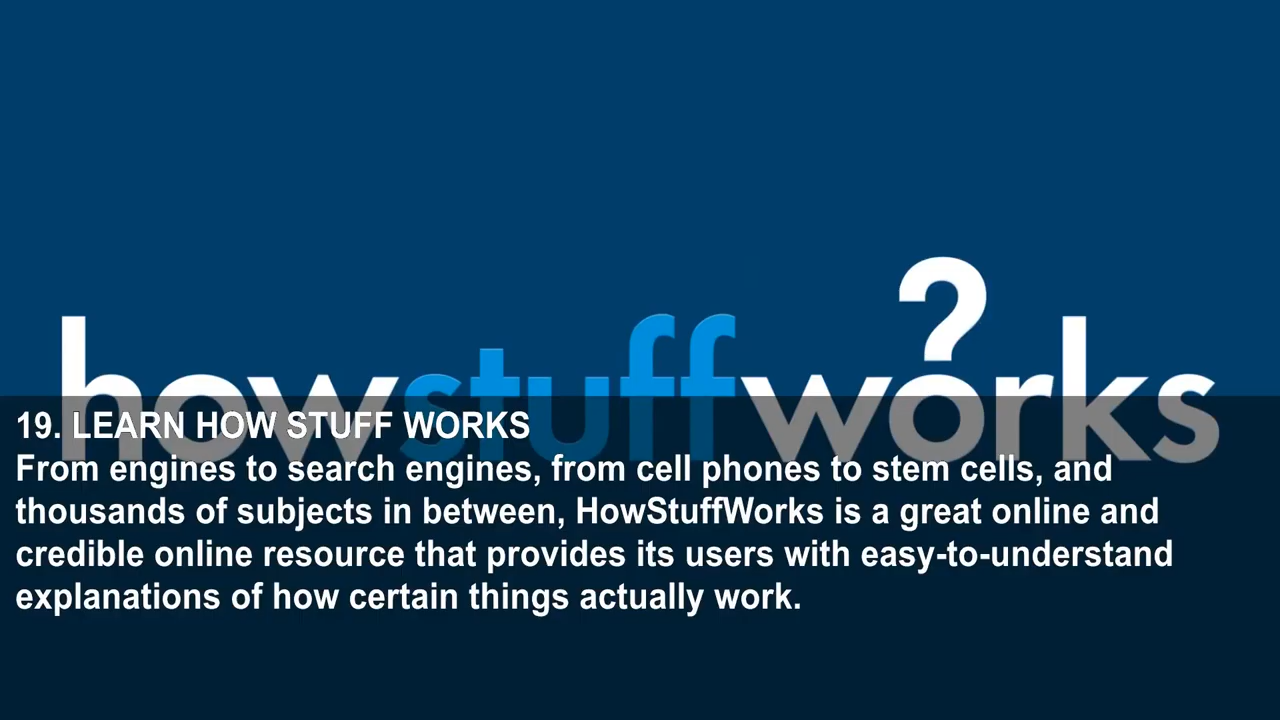 ?
howstuffworks
19. LEARN HOW STUFF WORKS
From engines to search engines, from cell phones to stem cells, and
thousands of subjects in between, HowStuffWorks is a great online and
credible online resource that provides its users with easy-to-understand
explanations of how certain things actually work.